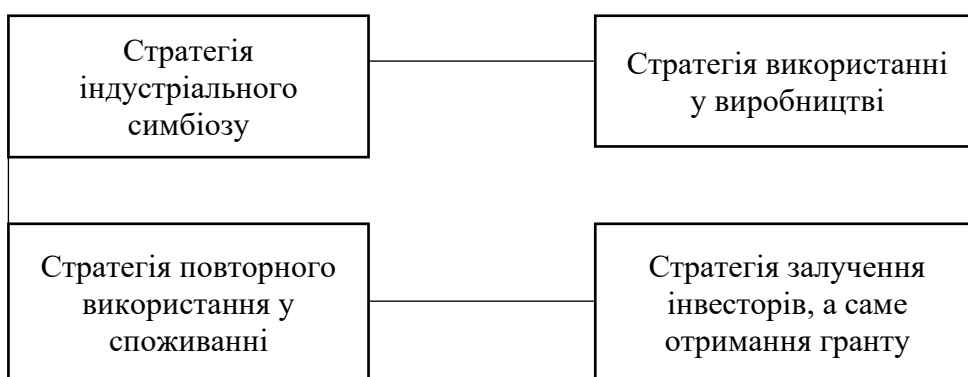 Стратегія
індустріального
симбіозу
Стратегія використанні
у виробництві
Стратегія повторного
використання у
споживанні
Стратегія залучення
інвесторів, а саме
отримання гранту